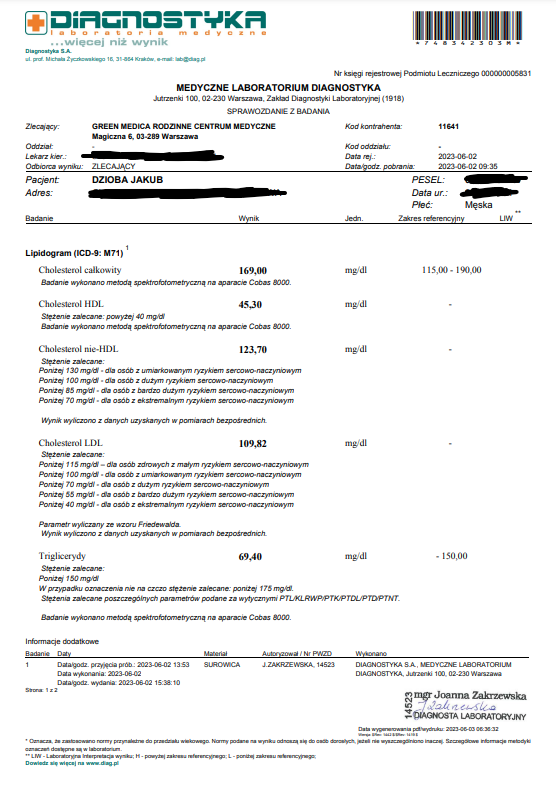 DIAGNOSTYKA
laboratoria medyczne
...więcej niż wynik
*7483423O3M*
Diagnostyka S.A.
ul. prof. Michała Życzkowskiego 16, 31-864 Kraków, e-mail: lab@diag.pl
Nr księgi rejestrowej Podmiotu Leczniczego 000000005831
MEDYCZNE LABORATORIUM DIAGNOSTYKA
Jutrzenki 100, 02-230 Warszawa, Zakład Diagnostyki Laboratoryjnej (1918)
SPRAWOZDANIE Z BADANIA
Zlecający: GREEN MEDICA RODZINNE CENTRUM MEDYCZNE Kod kontrahenta: 11641
Magiczna 6, 03-289 Warszawa
Oddział: - Kod oddziału: -
Lekarz kier.: Data rej.: 2023-06-02
Odbiorca wyniku: ZLECAJĄCY Data/godz. pobrania: 2023-06-02 09:35
Pacjent: DZIOBA JAKUB PESEL:
Adres: Data ur.:
Płeć: Męska
Badanie Wynik Jedn. Zakres referencyjny LIW **
Lipidogram (ICD-9: M71) 1
Cholesterol całkowity 169,00 mg/dl 115,00 - 190,00
Badanie wykonano metodą spektrofotometryczną na aparacie Cobas 8000.
Cholesterol HDL 45,30 mg/dl -
Stężenie zalecane: powyżej 40 mg/dl
Badanie wykonano metodą spektrofotometryczną na aparacie Cobas 8000.
Cholesterol nie-HDL 123,70 mg/dl -
Stężenie zalecane:
Poniżej 130 mg/dl - dla osób z umiarkowanym ryzykiem sercowo-naczyniowym
Poniżej 100 mg/dl - dla osób z dużym ryzykiem sercowo-naczyniowym
Poniżej 85 mg/dl - dla osób z bardzo dużym ryzykiem sercowo-naczyniowym
Poniżej 70 mg/dl - dla osób z ekstremalnym ryzykiem sercowo-naczyniowym
Wynik wyliczono z danych uzyskanych w pomiarach bezpośrednich.
Cholesterol LDL 109,82 mg/dl -
Stężenie zalecane:
Poniżej 115 mg/dl – dla osób zdrowych z małym ryzykiem sercowo-naczyniowym
Poniżej 100 mg/dl - dla osób z umiarkowanym ryzykiem sercowo-naczyniowym
Poniżej 70 mg/dl - dla osób z dużym ryzykiem sercowo-naczyniowym
Poniżej 55 mg/dl - dla osób z bardzo dużym ryzykiem sercowo-naczyniowym
Poniżej 40 mg/dl - dla osób z ekstremalnym ryzykiem sercowo-naczyniowym
Parametr wyliczany ze wzoru Friedewalda.
Wynik wyliczono z danych uzyskanych w pomiarach bezpośrednich.
Triglicerydy 69,40 mg/dl - 150,00
Stężenie zalecane:
Poniżej 150 mg/dl
W przypadku oznaczenia nie na czczo stężenie zalecane: poniżej 175 mg/dl.
Stężenia zalecane poszczególnych parametrów podane za wytycznymi PTL/KLRWP/PTK/PTDL/PTD/PTNT.
Badanie wykonano metodą spektrofotometryczną na aparacie Cobas 8000.
Informacje dodatkowe
Badanie Daty Materiał Autoryzował / Nr PWZD Wykonano
1 Data/godz. przyjęcia prób.: 2023-06-02 13:53 SUROWICA J.ZAKRZEWSKA, 14523 DIAGNOSTYKA S.A., MEDYCZNE LABORATORIUM
Data wykonania: 2023-06-02 DIAGNOSTYKA, Jutrzenki 100, 02-230 Warszawa
Data/godz. wydania: 2023-06-02 15:38:10
Strona: 1 z 2
14523 mgr Joanna Zakrzewska
JZakrzewska
DIAGNOSTA LABORATORYJNY
Data wygenerowania pdf/wydruku: 2023-06-03 06:36:32
* Oznacza, że zastosowano normy przynależne do przedziału wiekowego. Normy podane na wydruku odnoszą się do osób dorosłych, jeżeli nie wyszczególniono inaczej. Szczegółowe informacje metodyki
oznaczeń dostępne są w laboratorium.
** LIW - Laboratoryjna Interpretacja wyniku; H - powyżej zakresu referencyjnego; L - poniżej zakresu referencyjnego;
Dowiedz się więcej na www.diag.pl